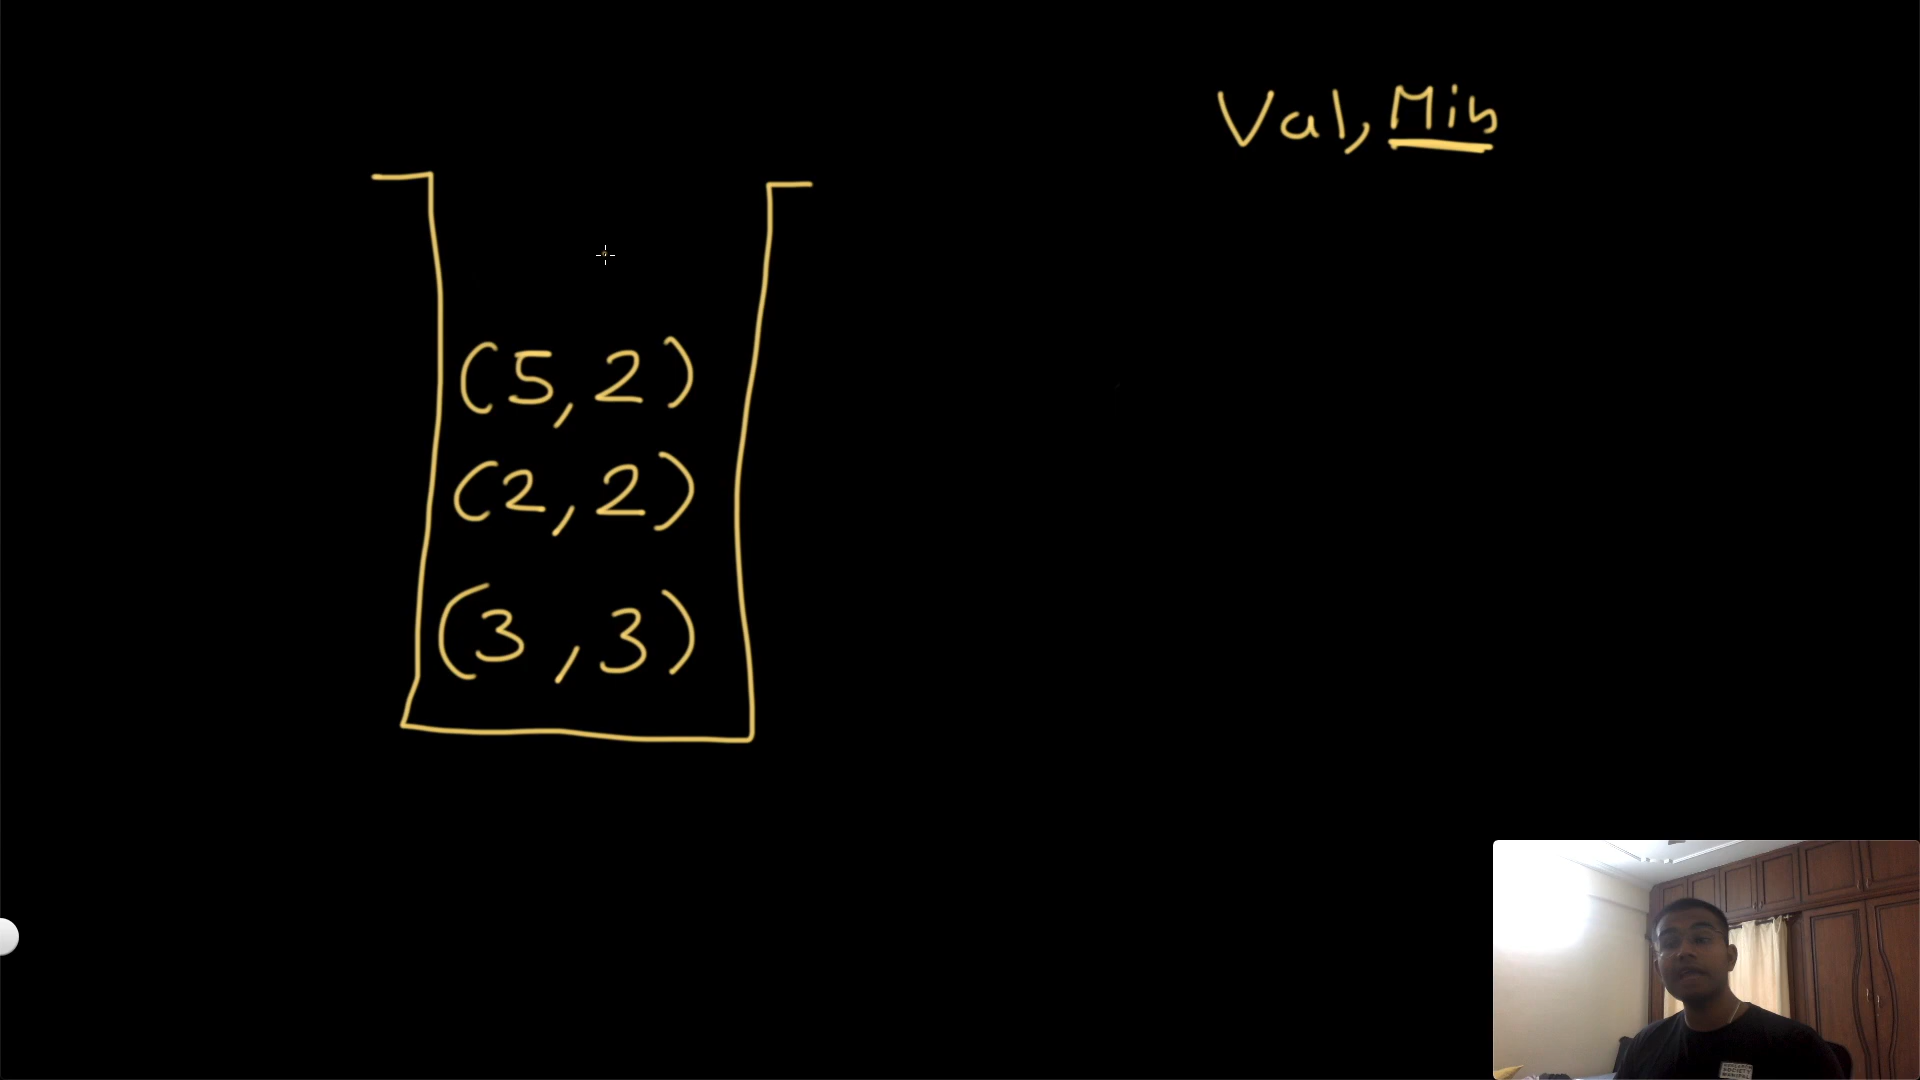 Val, Min
(5,2)
(2,2)
(3,3)